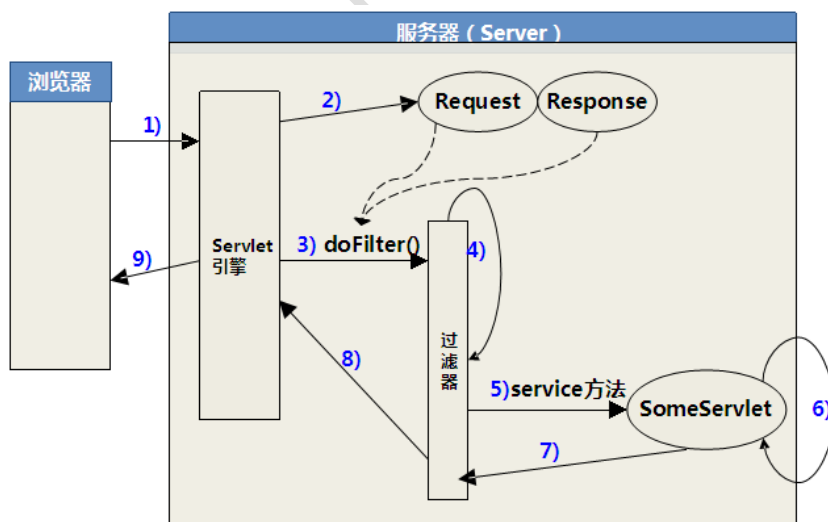 服务器（Server）
浏览器
1)
2)
Request
Response
Servlet
引擎
3) doFilter()
4)
过
滤
器
5)service方法
SomeServlet
6)
7)
8)
9)